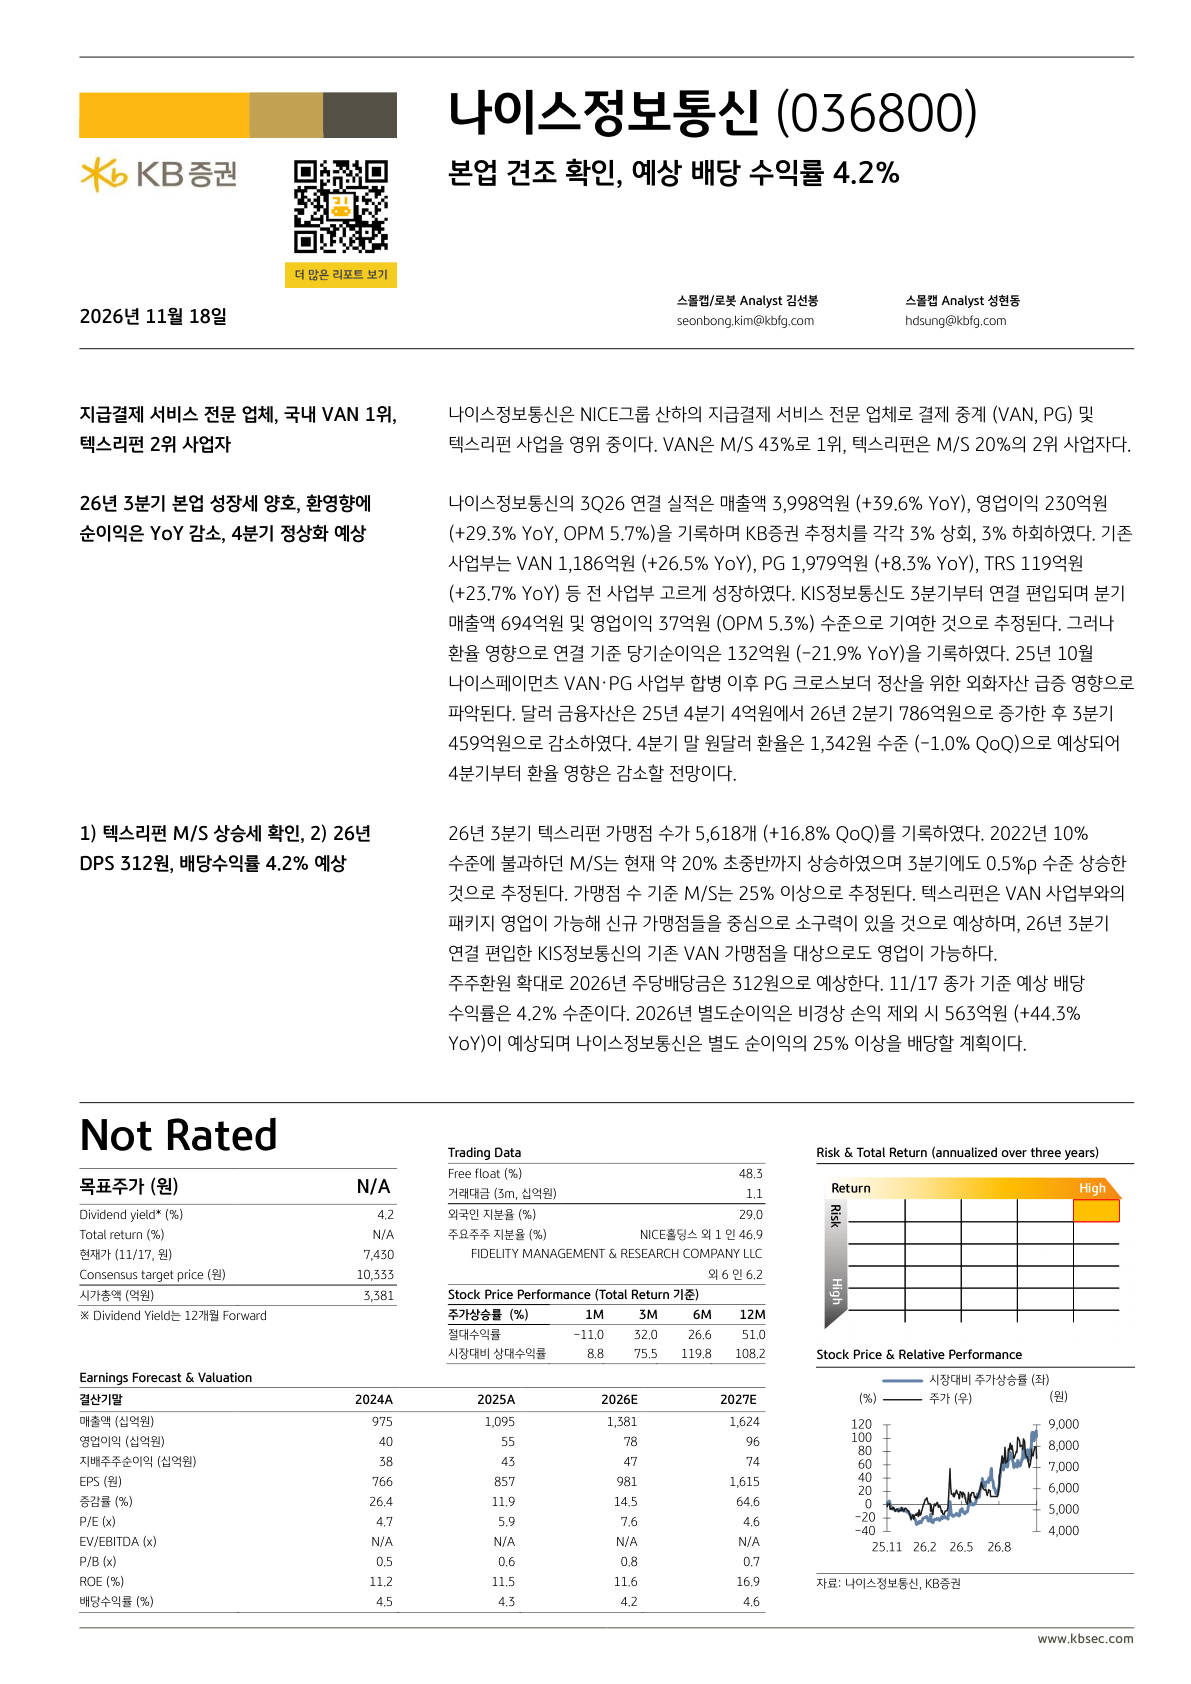 나이스정보통신 (036800)
본업 견조 확인, 예상 배당 수익률 4.2%
KB증권
더 많은 리포트 보기
2026년 11월 18일
스몰캡/로봇 Analyst 김선봉
seonbong.kim@kbfg.com
스몰캡 Analyst 성현동
hdsung@kbfg.com
지급결제 서비스 전문 업체, 국내 VAN 1위,
텍스리펀 2위 사업자
나이스정보통신은 NICE그룹 산하의 지급결제 서비스 전문 업체로 결제 중계 (VAN, PG) 및
텍스리펀 사업을 영위 중이다. VAN은 M/S 43%로 1위, 텍스리펀은 M/S 20%의 2위 사업자다.
26년 3분기 본업 성장세 양호, 환영향에
순이익은 YoY 감소, 4분기 정상화 예상
나이스정보통신의 3Q26 연결 실적은 매출액 3,998억원 (+39.6% YoY), 영업이익 230억원
(+29.3% YoY, OPM 5.7%)을 기록하며 KB증권 추정치를 각각 3% 상회, 3% 하회하였다. 기존
사업부는 VAN 1,186억원 (+26.5% YoY), PG 1,979억원 (+8.3% YoY), TRS 119억원
(+23.7% YoY) 등 전 사업부 고르게 성장하였다. KIS정보통신도 3분기부터 연결 편입되며 분기
매출액 694억원 및 영업이익 37억원 (OPM 5.3%) 수준으로 기여한 것으로 추정된다. 그러나
환율 영향으로 연결 기준 당기순이익은 132억원 (-21.9% YoY)을 기록하였다. 25년 10월
나이스페이먼츠 VAN·PG 사업부 합병 이후 PG 크로스보더 정산을 위한 외화자산 급증 영향으로
파악된다. 달러 금융자산은 25년 4분기 4억원에서 26년 2분기 786억원으로 증가한 후 3분기
459억원으로 감소하였다. 4분기 말 원달러 환율은 1,342원 수준 (-1.0% QoQ)으로 예상되어
4분기부터 환율 영향은 감소할 전망이다.
1) 텍스리펀 M/S 상승세 확인, 2) 26년
DPS 312원, 배당수익률 4.2% 예상
26년 3분기 텍스리펀 가맹점 수가 5,618개 (+16.8% QoQ)를 기록하였다. 2022년 10%
수준에 불과하던 M/S는 현재 약 20% 초중반까지 상승하였으며 3분기에도 0.5%p 수준 상승한
것으로 추정된다. 가맹점 수 기준 M/S는 25% 이상으로 추정된다. 텍스리펀은 VAN 사업부와의
패키지 영업이 가능해 신규 가맹점들을 중심으로 소구력이 있을 것으로 예상하며, 26년 3분기
연결 편입한 KIS정보통신의 기존 VAN 가맹점을 대상으로도 영업이 가능하다.
주주환원 확대로 2026년 주당배당금은 312원으로 예상한다. 11/17 종가 기준 예상 배당
수익률은 4.2% 수준이다. 2026년 별도순이익은 비경상 손익 제외 시 563억원 (+44.3%
YoY)이 예상되며 나이스정보통신은 별도 순이익의 25% 이상을 배당할 계획이다.
Not Rated
목표주가 (원) N/A
Dividend yield* (%) 4.2
Total return (%) N/A
현재가 (11/17, 원) 7,430
Consensus target price (원) 10,333
시가총액 (억원) 3,381
※ Dividend Yield는 12개월 Forward
Trading Data
Free float (%) 48.3
거래대금 (3m, 십억원) 1.1
외국인 지분율 (%) 29.0
주요주주 지분율 (%) NICE홀딩스 외 1 인 46.9
FIDELITY MANAGEMENT & RESEARCH COMPANY LLC
외 6 인 6.2
Stock Price Performance (Total Return 기준)
주가상승률 (%) 1M 3M 6M 12M
절대수익률 -11.0 32.0 26.6 51.0
시장대비 상대수익률 8.8 75.5 119.8 108.2
Risk & Total Return (annualized over three years)
Return High
Risk
High
Earnings Forecast & Valuation
결산기말 2024A 2025A 2026E 2027E
매출액 (십억원) 975 1,095 1,381 1,624
영업이익 (십억원) 40 55 78 96
지배주주순이익 (십억원) 38 43 47 74
EPS (원) 766 857 981 1,615
증감률 (%) 26.4 11.9 14.5 64.6
P/E (x) 4.7 5.9 7.6 4.6
EV/EBITDA (x) N/A N/A N/A N/A
P/B (x) 0.5 0.6 0.8 0.7
ROE (%) 11.2 11.5 11.6 16.9
배당수익률 (%) 4.5 4.3 4.2 4.6
Stock Price & Relative Performance
시장대비 주가상승률 (좌)
(%) 주가 (우) (원)
120 9,000
100
80 8,000
60 7,000
40
20 6,000
0 5,000
-20
-40 4,000
25.11 26.2 26.5 26.8
자료: 나이스정보통신, KB증권
www.kbsec.com